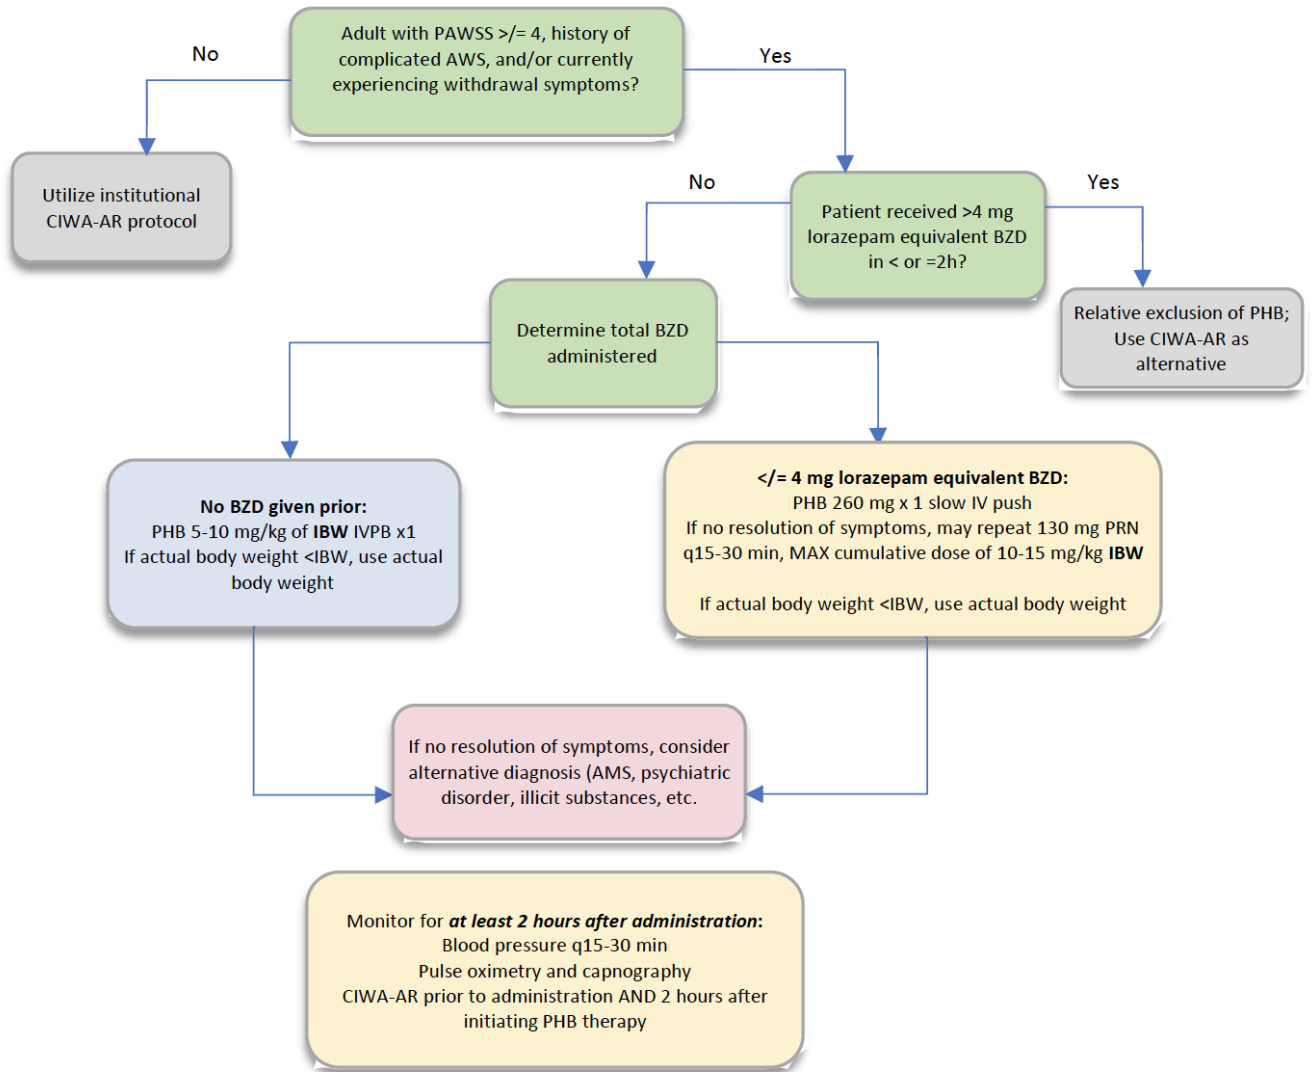 Adult with PAWSS >/= 4, history of
complicated AWS, and/or currently
experiencing withdrawal symptoms?
No
Yes
Utilize institutional
CIWA-AR protocol
No
Yes
Patient received >4 mg
lorazepam equivalent BZD
in < or =2h?
Determine total BZD
administered
Relative exclusion of PHB;
Use CIWA-AR as
alternative
No BZD given prior:
PHB 5-10 mg/kg of IBW IVPB x1
If actual body weight <IBW, use actual
body weight
</= 4 mg lorazepam equivalent BZD:
PHB 260 mg x 1 slow IV push
If no resolution of symptoms, may repeat 130 mg PRN
q15-30 min, MAX cumulative dose of 10-15 mg/kg IBW
If actual body weight <IBW, use actual body weight
If no resolution of symptoms, consider
alternative diagnosis (AMS, psychiatric
disorder, illicit substances, etc.
Monitor for at least 2 hours after administration:
Blood pressure q15-30 min
Pulse oximetry and capnography
CIWA-AR prior to administration AND 2 hours after
initiating PHB therapy